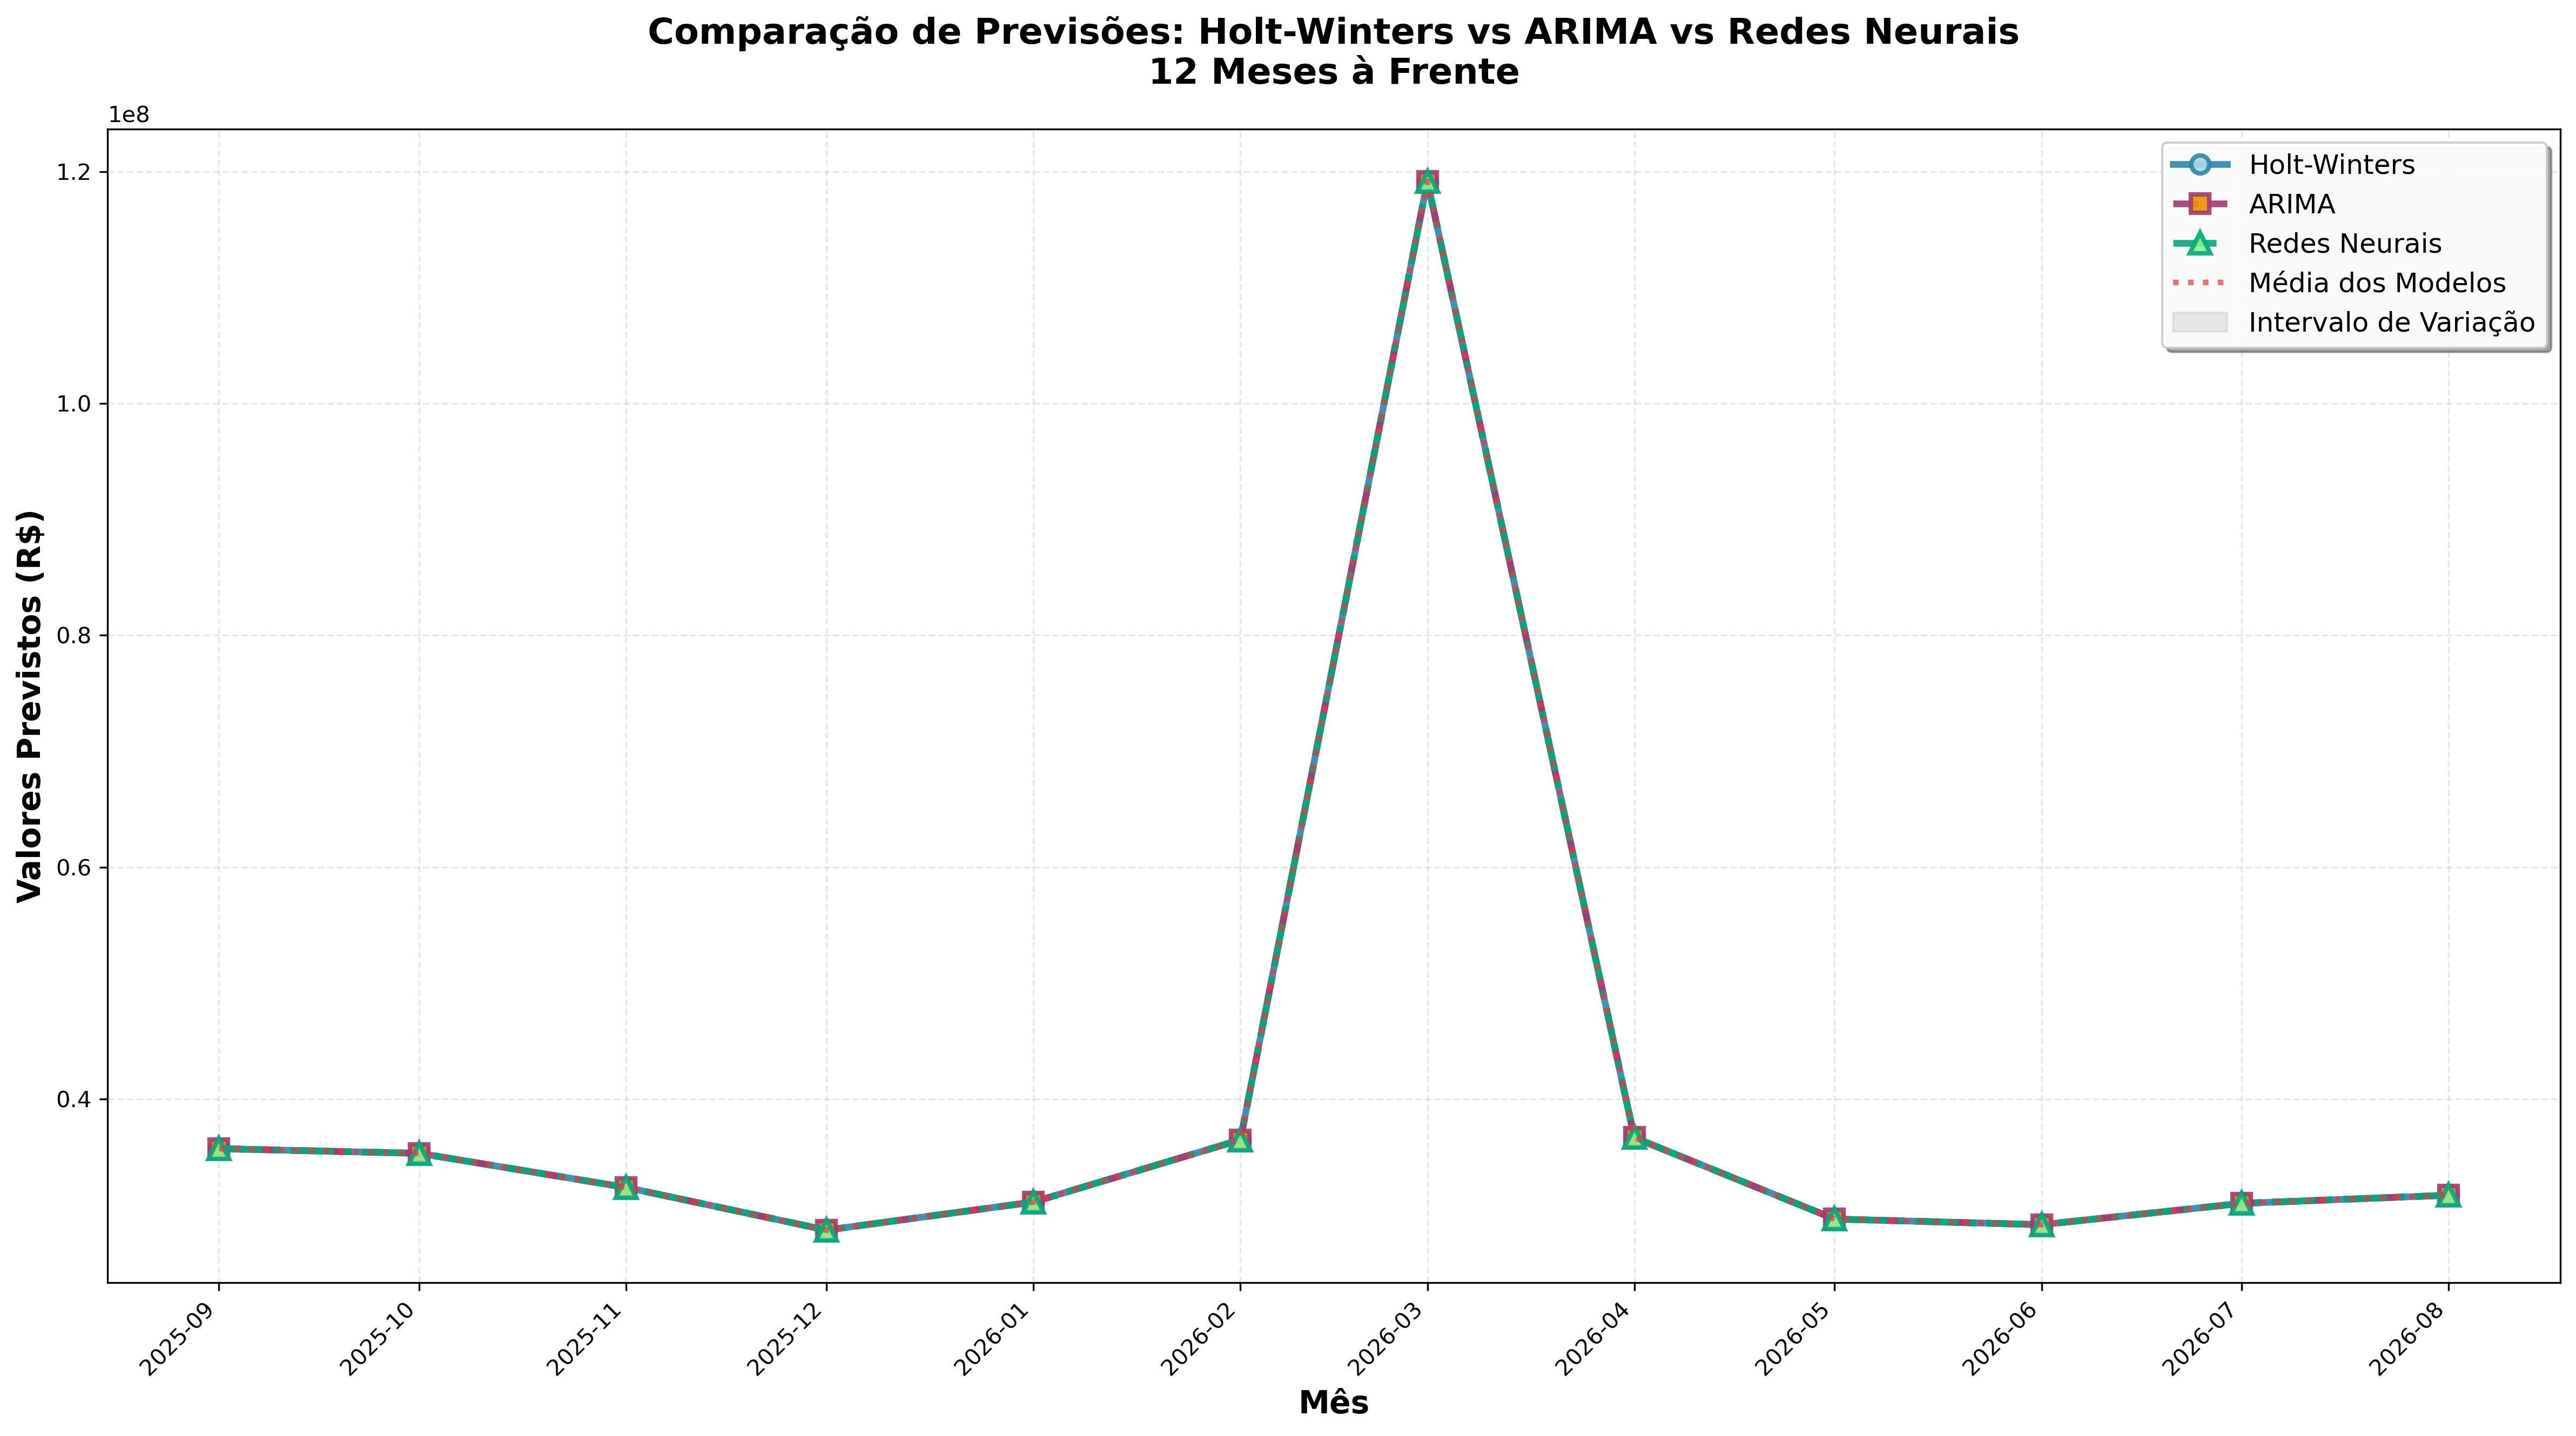 Comparação de Previsões: Holt-Winters vs ARIMA vs Redes Neurais
12 Meses à Frente
1e8
1.2
1.0
0.8
0.6
0.4
Valores Previstos (R$)
Holt-Winters
ARIMA
Redes Neurais
Média dos Modelos
Intervalo de Variação
2025-09
2025-10
2025-11
2025-12
2026-01
2026-02
2026-03
2026-04
2026-05
2026-06
2026-07
2026-08
Mês